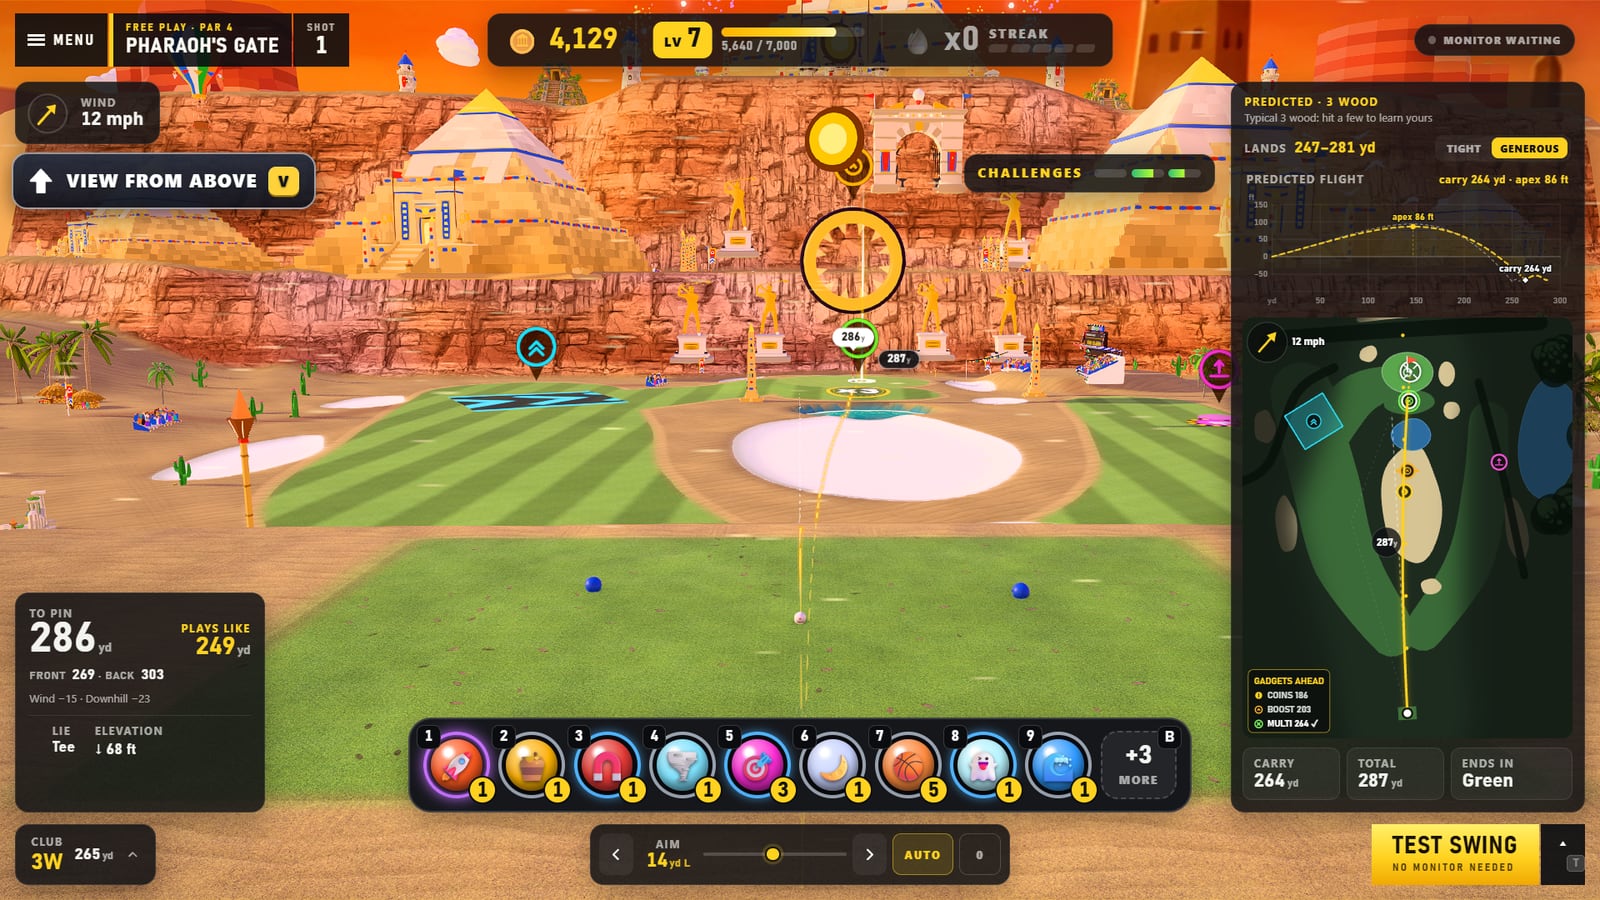 MENU
FREE PLAY · PAR 4
PHARAOH'S GATE
SHOT
1
4,129
LV 7
5,640 / 7,000
x0 STREAK
MONITOR WAITING
WIND
12 mph
VIEW FROM ABOVE V
CHALLENGES
286y
287y
PREDICTED · 3 WOOD
Typical 3 wood: hit a few to learn yours
LANDS 247–281 yd
TIGHT GENEROUS
PREDICTED FLIGHT carry 264 yd · apex 86 ft
ft
150
100
50
0
−50
apex 86 ft
carry 264 yd
yd 50 100 150 200 250 300
12 mph
287y
GADGETS AHEAD
COINS 186
BOOST 203
MULTI 264 ✓
CARRY
264 yd
TOTAL
287 yd
ENDS IN
Green
TO PIN
286 yd
PLAYS LIKE
249 yd
FRONT 269 · BACK 303
Wind −15 · Downhill −23
LIE
Tee
ELEVATION
↓ 68 ft
1 2 3 4 5 6 7 8 9 B
1 1 1 1 3 1 5 1 1
+3
MORE
CLUB
3W 265 yd
AIM
14 yd L
AUTO
0
TEST SWING
NO MONITOR NEEDED
T